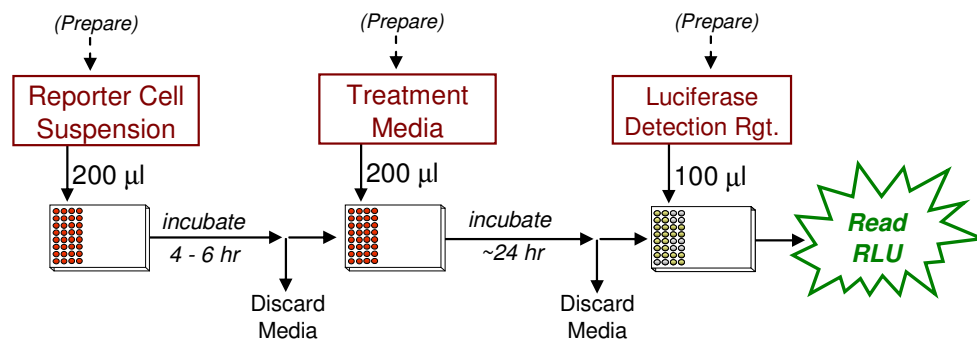 (Prepare)
(Prepare)
(Prepare)
Reporter Cell
Suspension
Treatment
Media
Luciferase
Detection Rgt.
200 μl
200 μl
100 μl
incubate
4 - 6 hr
incubate
~24 hr
Read
RLU
Discard
Media
Discard
Media